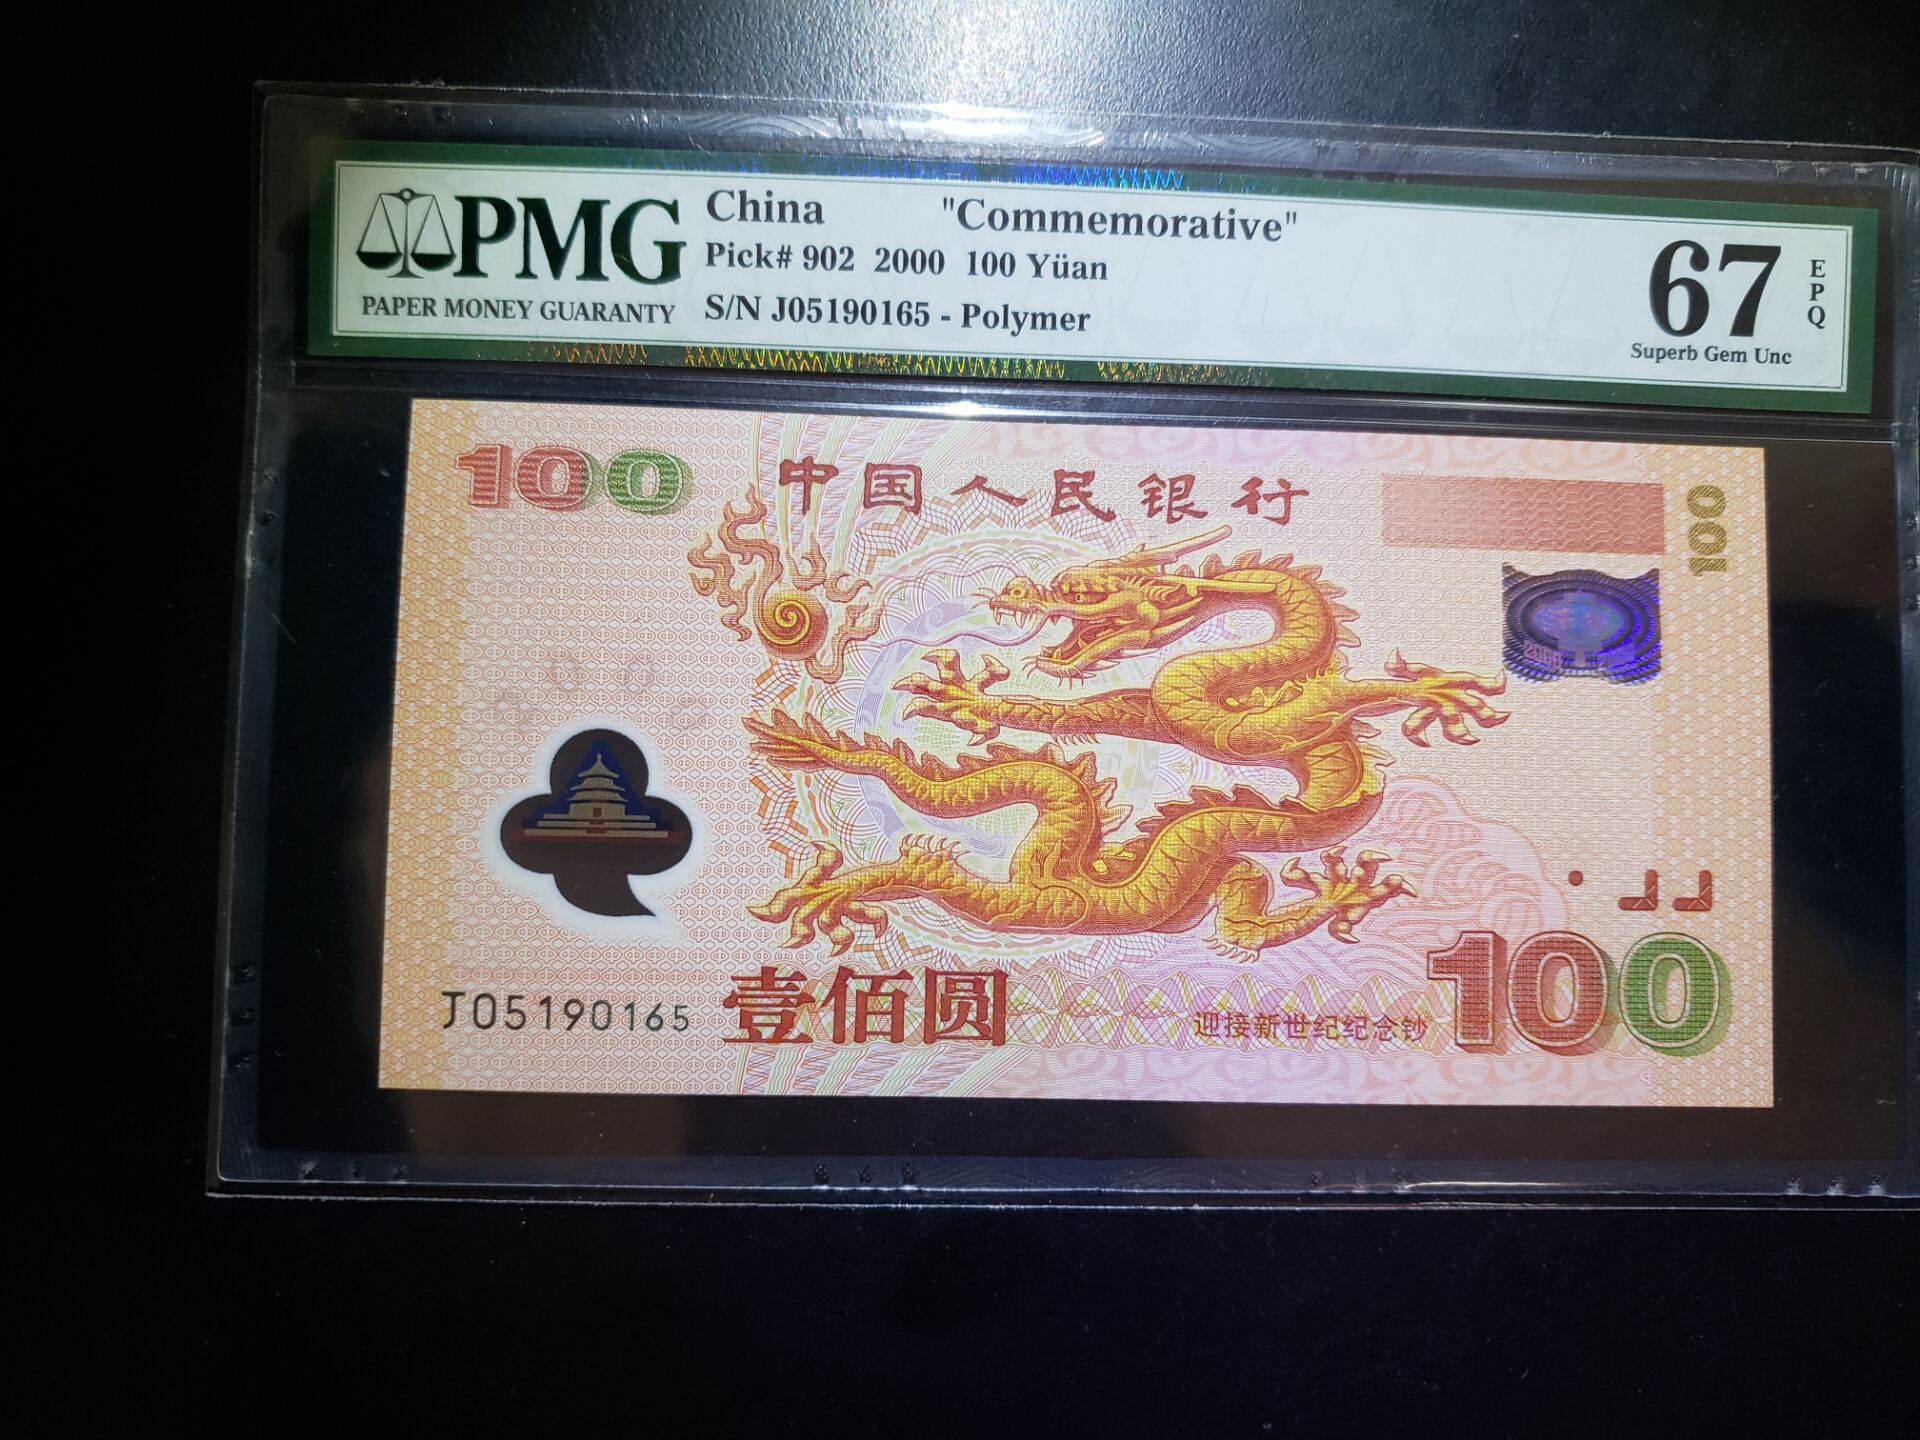 PMG
PAPER MONEY GUARANTY
China "Commemorative"
Pick# 902 2000 100 Yüan
S/N J05190165 - Polymer
67
EPQ
Superb Gem Unc
100
中国人民银行
100
2000
J05190165
壹佰圆
迎接新世纪纪念钞
100